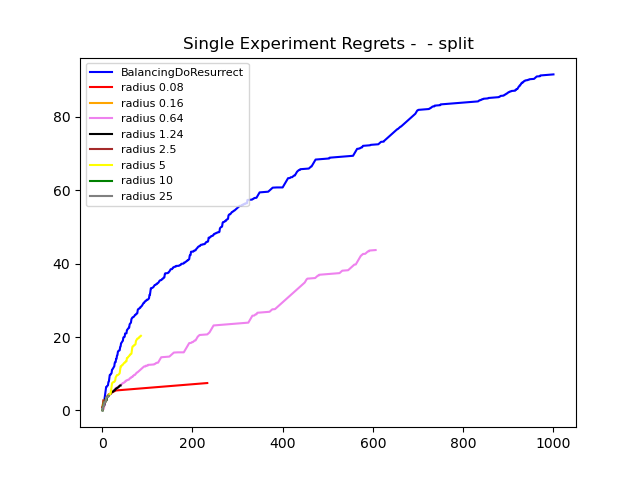 Single Experiment Regrets -  - split
BalancingDoResurrect
radius 0.08
radius 0.16
radius 0.64
radius 1.24
radius 2.5
radius 5
radius 10
radius 25
80
60
40
20
0
0 200 400 600 800 1000